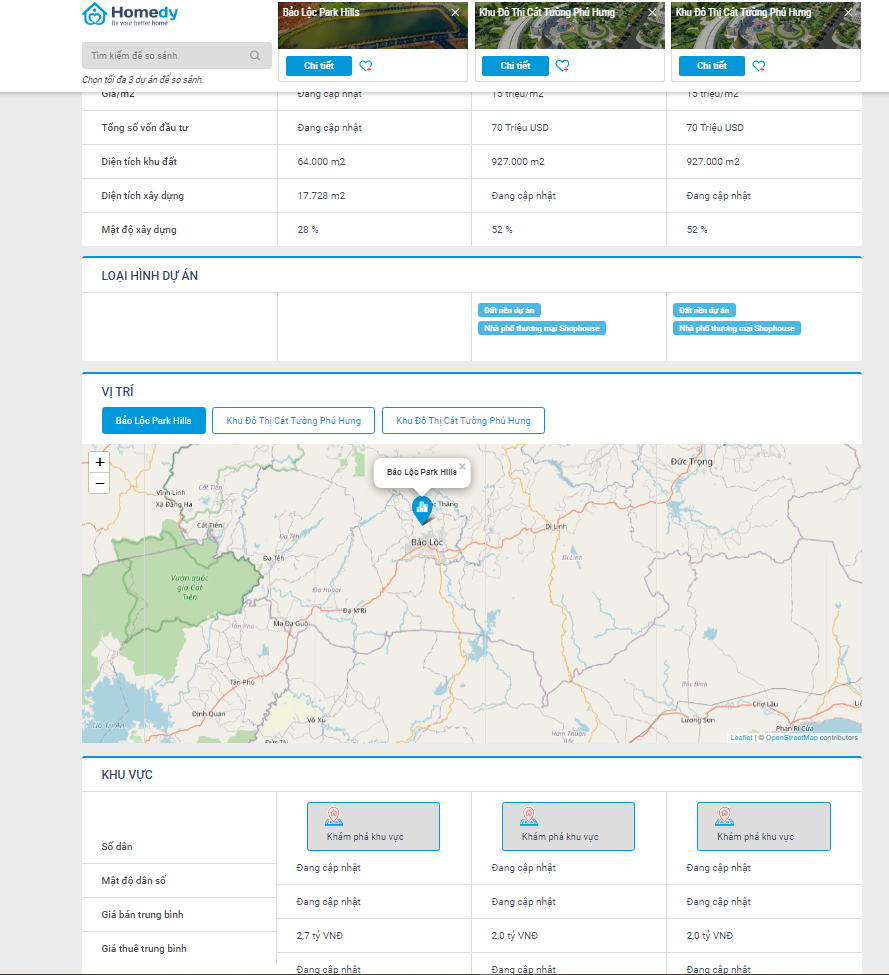 Homedy
Be your better home
Tìm kiếm để so sánh
Chọn tối đa 3 dự án để so sánh.
Bảo Lộc Park Hills
Chi tiết
Khu Đô Thị Cát Tường Phú Hưng
Chi tiết
Khu Đô Thị Cát Tường Phú Hưng
Chi tiết
Giá/m2 Đang cập nhật 15 triệu/m2 15 triệu/m2
Tổng số vốn đầu tư Đang cập nhật 70 Triệu USD 70 Triệu USD
Diện tích khu đất 64.000 m2 927.000 m2 927.000 m2
Diện tích xây dựng 17.728 m2 Đang cập nhật Đang cập nhật
Mật độ xây dựng 28 % 52 % 52 %
LOẠI HÌNH DỰ ÁN
Đất nền dự án Đất nền dự án
Nhà phố thương mại Shophouse Nhà phố thương mại Shophouse
VỊ TRÍ
Bảo Lộc Park Hills Khu Đô Thị Cát Tường Phú Hưng Khu Đô Thị Cát Tường Phú Hưng
+
−
Bảo Lộc Park Hills
Đức Trọng
Cát Tiên
Vĩnh Linh
Xã Đăng Hà
Thắng
Cát Tiên
Di Linh
Đạ Tẻh
Bảo Lộc
Đạ Tẻh
Di Linh
Vườn quốc
gia Cát
Tiên
Đạ Huoai
Đạ M'Ri
Ma Đa Guôi
Tân Phú
Tân Phú
Bắc Bình
Chợ Lầu
Định Quán
Võ Xu
Lương Sơn
Phan Rí Cửa
Hàm Thuận
Bắc
Leaflet | © OpenStreetMap contributors
KHU VỰC
Khám phá khu vực Khám phá khu vực Khám phá khu vực
Số dân Đang cập nhật Đang cập nhật Đang cập nhật
Mật độ dân số Đang cập nhật Đang cập nhật Đang cập nhật
Giá bán trung bình 2,7 tỷ VNĐ 2,0 tỷ VNĐ 2,0 tỷ VNĐ
Giá thuê trung bình Đang cập nhật Đang cập nhật Đang cập nhật